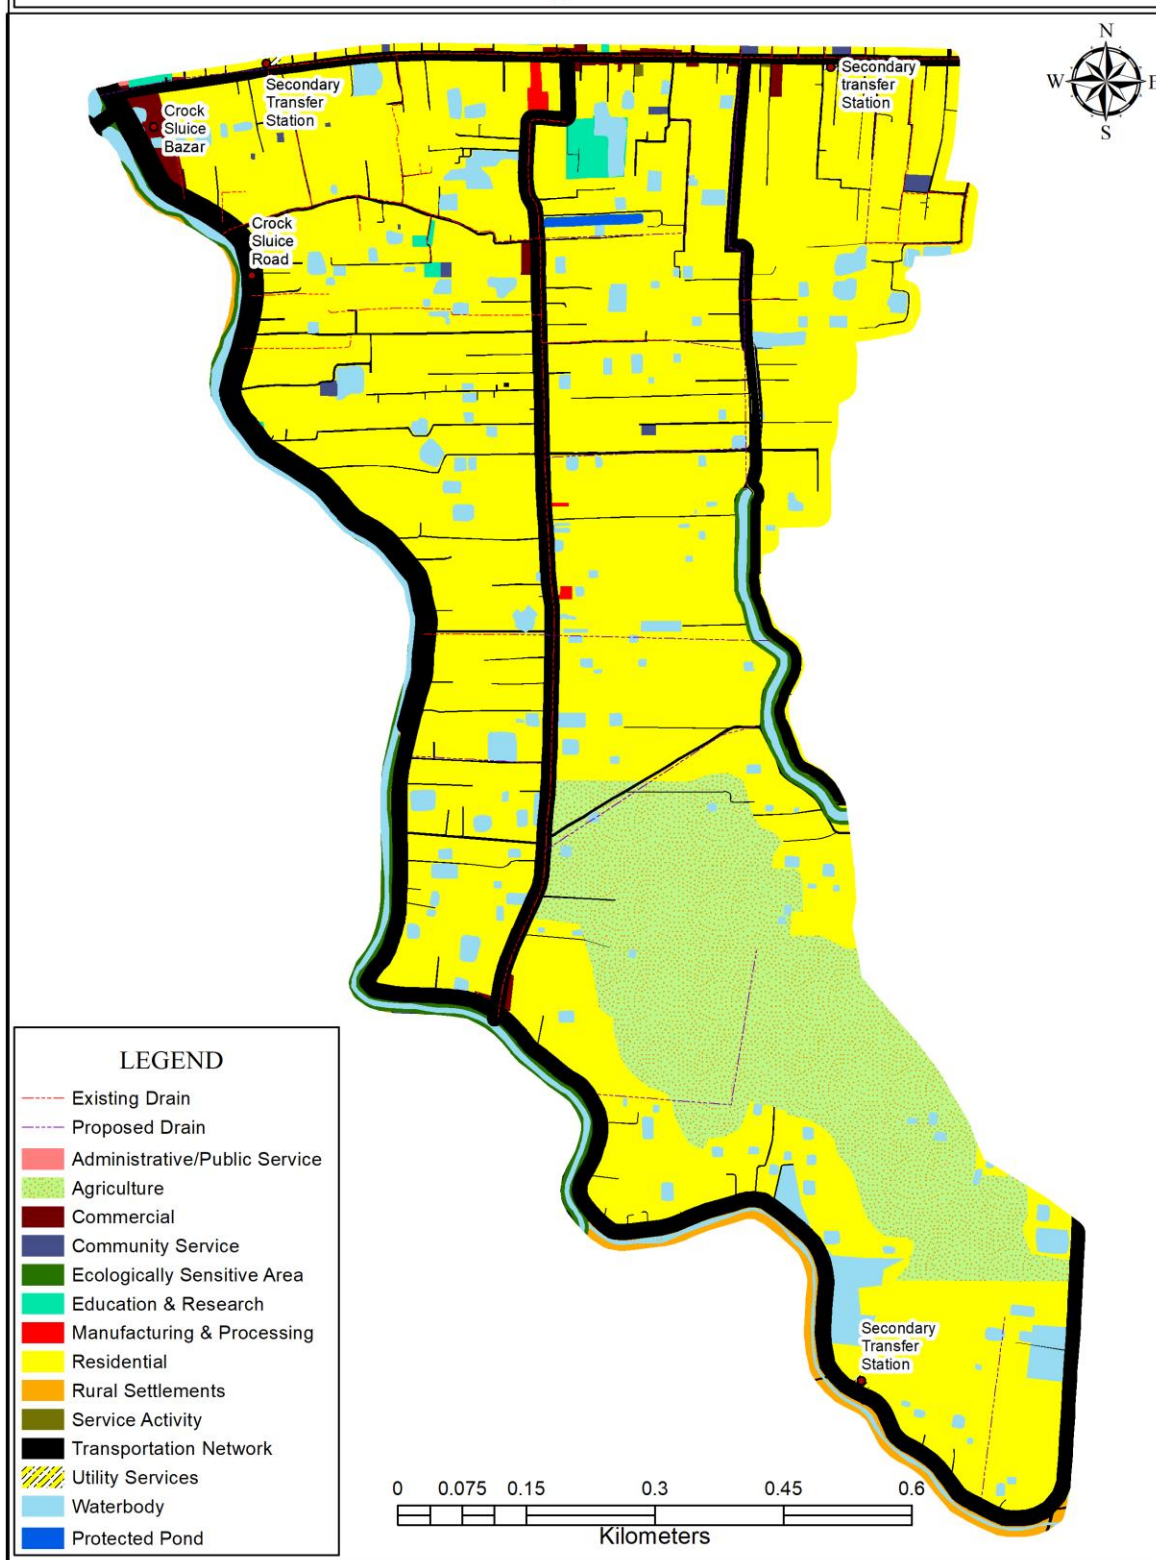 N
W
E
S
Secondary
Transfer
Station
Secondary
transfer
Station
Crock
Sluice
Bazar
Crock
Sluice
Road
LEGEND
Existing Drain
Proposed Drain
Administrative/Public Service
Agriculture
Commercial
Community Service
Ecologically Sensitive Area
Education & Research
Manufacturing & Processing
Residential
Rural Settlements
Service Activity
Transportation Network
Utility Services
Waterbody
Protected Pond
Secondary
Transfer
Station
0 0.075 0.15 0.3 0.45 0.6
Kilometers